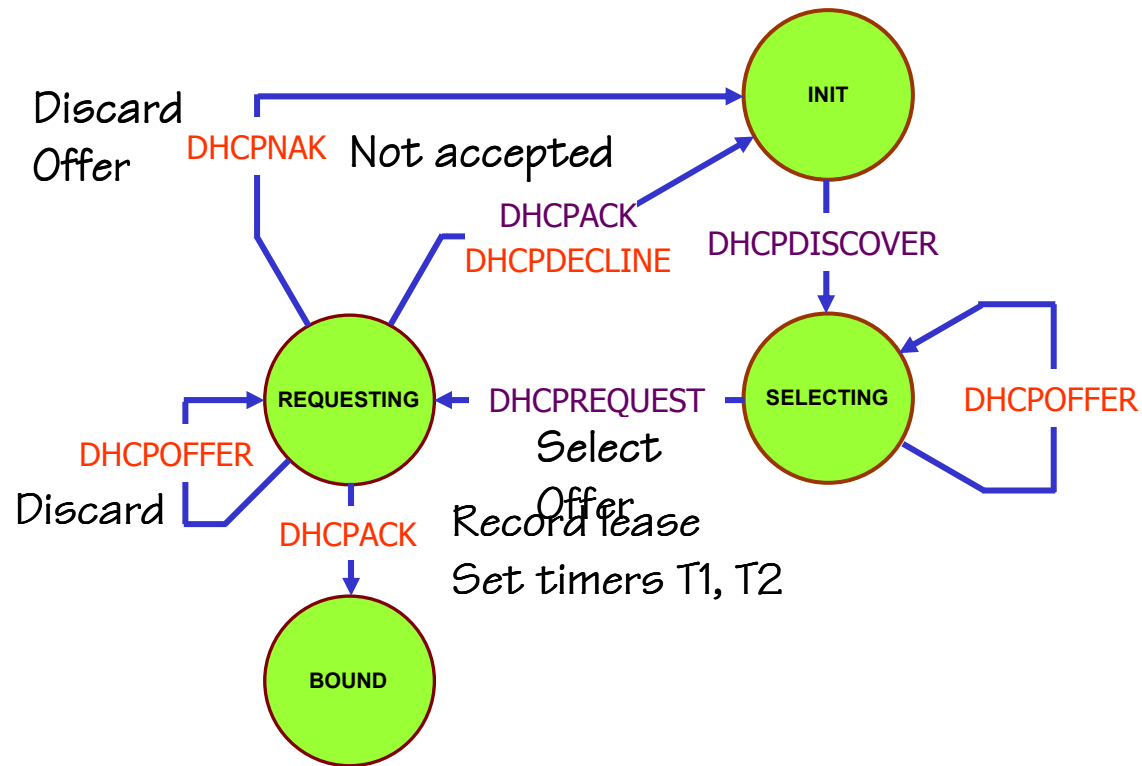 INIT
Discard
Offer
DHCPNAK
Not accepted
DHCPACK
DHCPDECLINE
DHCPDISCOVER
REQUESTING
DHCPREQUEST
SELECTING
DHCPOFFER
Select
Offer
DHCPOFFER
Discard
DHCPACK
Record lease
Set timers T1, T2
BOUND